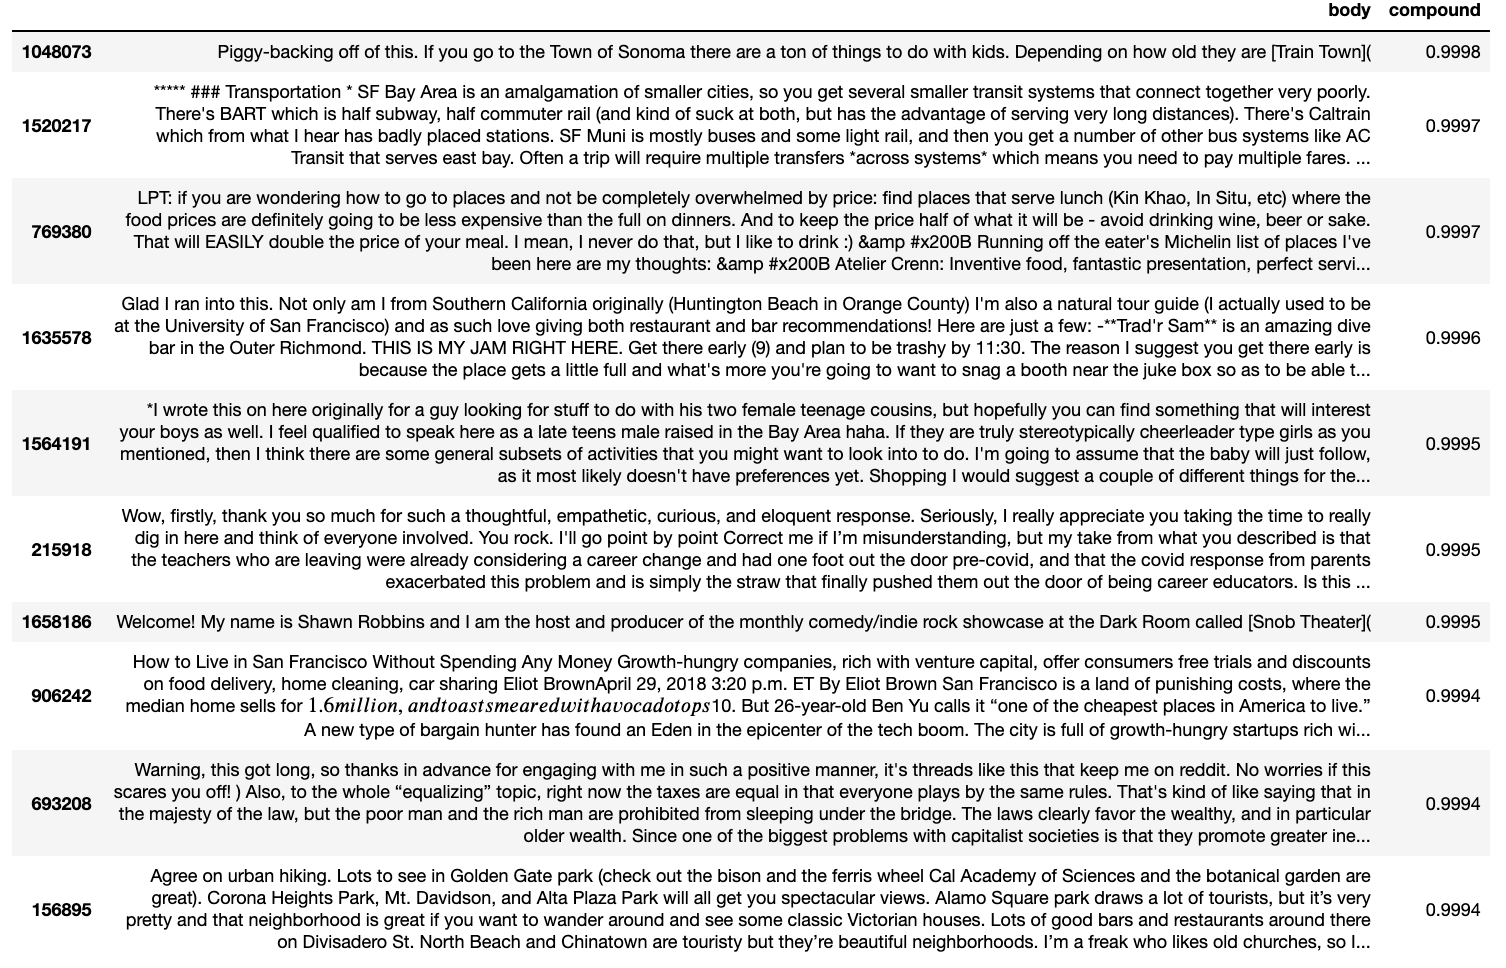 body compound
1048073 Piggy-backing off of this. If you go to the Town of Sonoma there are a ton of things to do with kids. Depending on how old they are [Train Town]( 0.9998
***** ### Transportation * SF Bay Area is an amalgamation of smaller cities, so you get several smaller transit systems that connect together very poorly.
There's BART which is half subway, half commuter rail (and kind of suck at both, but has the advantage of serving very long distances). There's Caltrain
1520217 0.9997
which from what I hear has badly placed stations. SF Muni is mostly buses and some light rail, and then you get a number of other bus systems like AC
Transit that serves east bay. Often a trip will require multiple transfers *across systems* which means you need to pay multiple fares. ...
LPT: if you are wondering how to go to places and not be completely overwhelmed by price: find places that serve lunch (Kin Khao, In Situ, etc) where the
food prices are definitely going to be less expensive than the full on dinners. And to keep the price half of what it will be - avoid drinking wine, beer or sake.
769380 0.9997
That will EASILY double the price of your meal. I mean, I never do that, but I like to drink :) &amp #x200B Running off the eater's Michelin list of places I've
been here are my thoughts: &amp #x200B Atelier Crenn: Inventive food, fantastic presentation, perfect servi...
Glad I ran into this. Not only am I from Southern California originally (Huntington Beach in Orange County) I'm also a natural tour guide (I actually used to be
at the University of San Francisco) and as such love giving both restaurant and bar recommendations! Here are just a few: -**Trad'r Sam** is an amazing dive
1635578 0.9996
bar in the Outer Richmond. THIS IS MY JAM RIGHT HERE. Get there early (9) and plan to be trashy by 11:30. The reason I suggest you get there early is
because the place gets a little full and what's more you're going to want to snag a booth near the juke box so as to be able t...
*I wrote this on here originally for a guy looking for stuff to do with his two female teenage cousins, but hopefully you can find something that will interest
your boys as well. I feel qualified to speak here as a late teens male raised in the Bay Area haha. If they are truly stereotypically cheerleader type girls as you
1564191 0.9995
mentioned, then I think there are some general subsets of activities that you might want to look into to do. I'm going to assume that the baby will just follow,
as it most likely doesn't have preferences yet. Shopping I would suggest a couple of different things for the...
Wow, firstly, thank you so much for such a thoughtful, empathetic, curious, and eloquent response. Seriously, I really appreciate you taking the time to really
dig in here and think of everyone involved. You rock. I'll go point by point Correct me if I’m misunderstanding, but my take from what you described is that
215918 0.9995
the teachers who are leaving were already considering a career change and had one foot out the door pre-covid, and that the covid response from parents
exacerbated this problem and is simply the straw that finally pushed them out the door of being career educators. Is this ...
1658186 Welcome! My name is Shawn Robbins and I am the host and producer of the monthly comedy/indie rock showcase at the Dark Room called [Snob Theater]( 0.9995
How to Live in San Francisco Without Spending Any Money Growth-hungry companies, rich with venture capital, offer consumers free trials and discounts
on food delivery, home cleaning, car sharing Eliot BrownApril 29, 2018 3:20 p.m. ET By Eliot Brown San Francisco is a land of punishing costs, where the
906242 0.9994
median home sells for 1.6million,andtoastsmearedwithavocadotops10. But 26-year-old Ben Yu calls it “one of the cheapest places in America to live.”
A new type of bargain hunter has found an Eden in the epicenter of the tech boom. The city is full of growth-hungry startups rich wi...
Warning, this got long, so thanks in advance for engaging with me in such a positive manner, it's threads like this that keep me on reddit. No worries if this
scares you off! ) Also, to the whole “equalizing” topic, right now the taxes are equal in that everyone plays by the same rules. That's kind of like saying that in
693208 0.9994
the majesty of the law, but the poor man and the rich man are prohibited from sleeping under the bridge. The laws clearly favor the wealthy, and in particular
older wealth. Since one of the biggest problems with capitalist societies is that they promote greater ine...
Agree on urban hiking. Lots to see in Golden Gate park (check out the bison and the ferris wheel Cal Academy of Sciences and the botanical garden are
great). Corona Heights Park, Mt. Davidson, and Alta Plaza Park will all get you spectacular views. Alamo Square park draws a lot of tourists, but it’s very
156895 0.9994
pretty and that neighborhood is great if you want to wander around and see some classic Victorian houses. Lots of good bars and restaurants around there
on Divisadero St. North Beach and Chinatown are touristy but they’re beautiful neighborhoods. I’m a freak who likes old churches, so I...